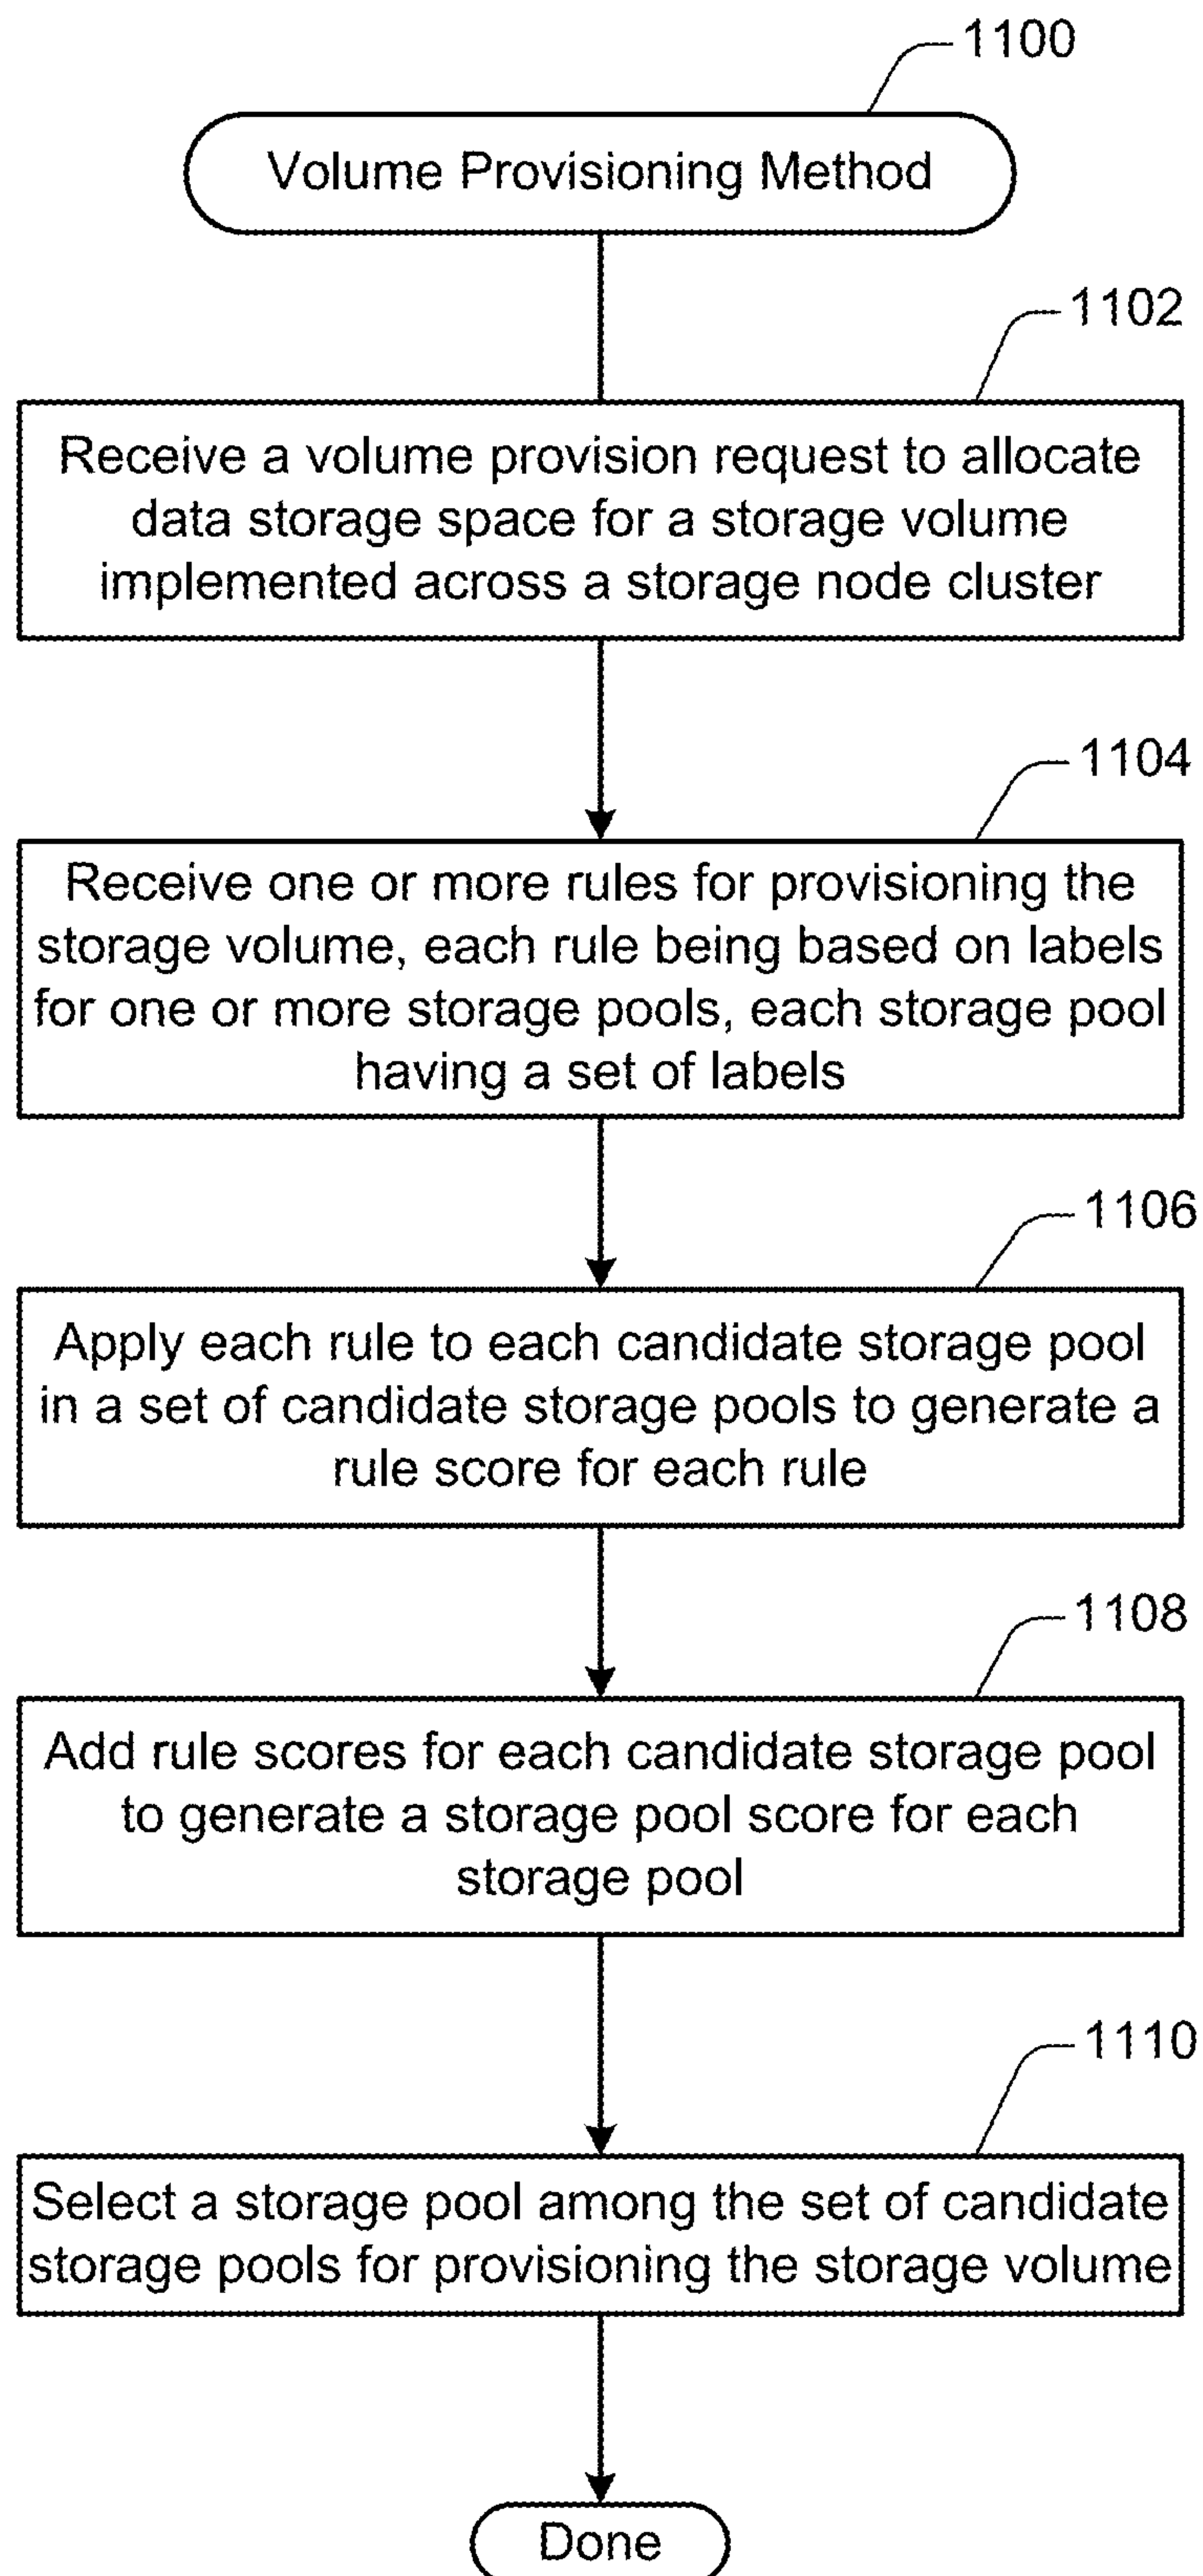 1100
Volume Provisioning Method
1102
Receive a volume provision request to allocate
data storage space for a storage volume
implemented across a storage node cluster
1104
Receive one or more rules for provisioning the
storage volume, each rule being based on labels
for one or more storage pools, each storage pool
having a set of labels
1106
Apply each rule to each candidate storage pool
in a set of candidate storage pools to generate a
rule score for each rule
1108
Add rule scores for each candidate storage pool
to generate a storage pool score for each
storage pool
1110
Select a storage pool among the set of candidate
storage pools for provisioning the storage volume
Done